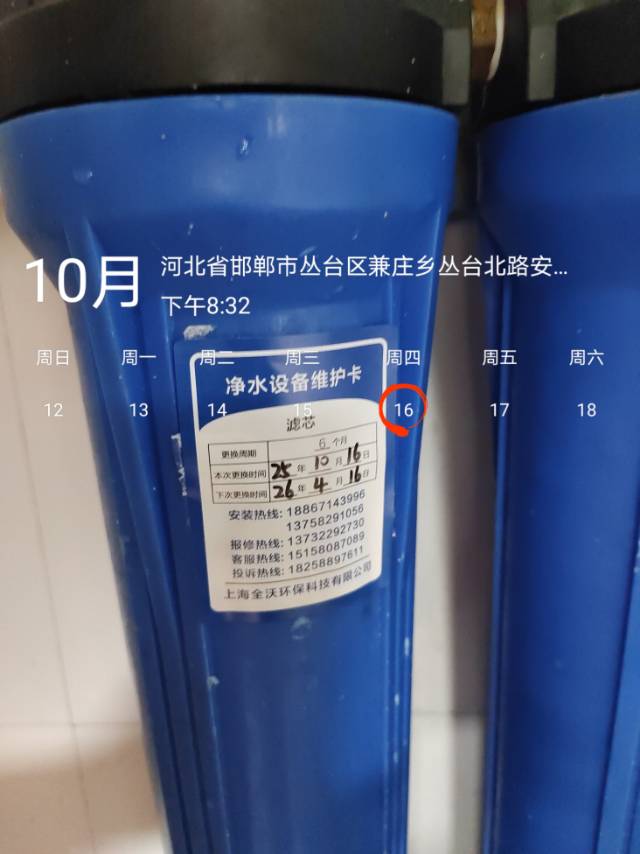 10月
河北省邯郸市丛台区兼庄乡丛台北路安...
下午8:32
周日 周一 周二 周三 周四 周五 周六
12 13 14 15 16 17 18
净水设备维护卡
滤芯
更换周期 6 个月
本次更换时间 25 年 10 月 16 日
下次更换时间 26 年 4 月 16 日
安装热线: 18867143996
13758291056
报修热线: 13732292730
客服热线: 15158087089
投诉热线: 18258897611
上海全沃环保科技有限公司